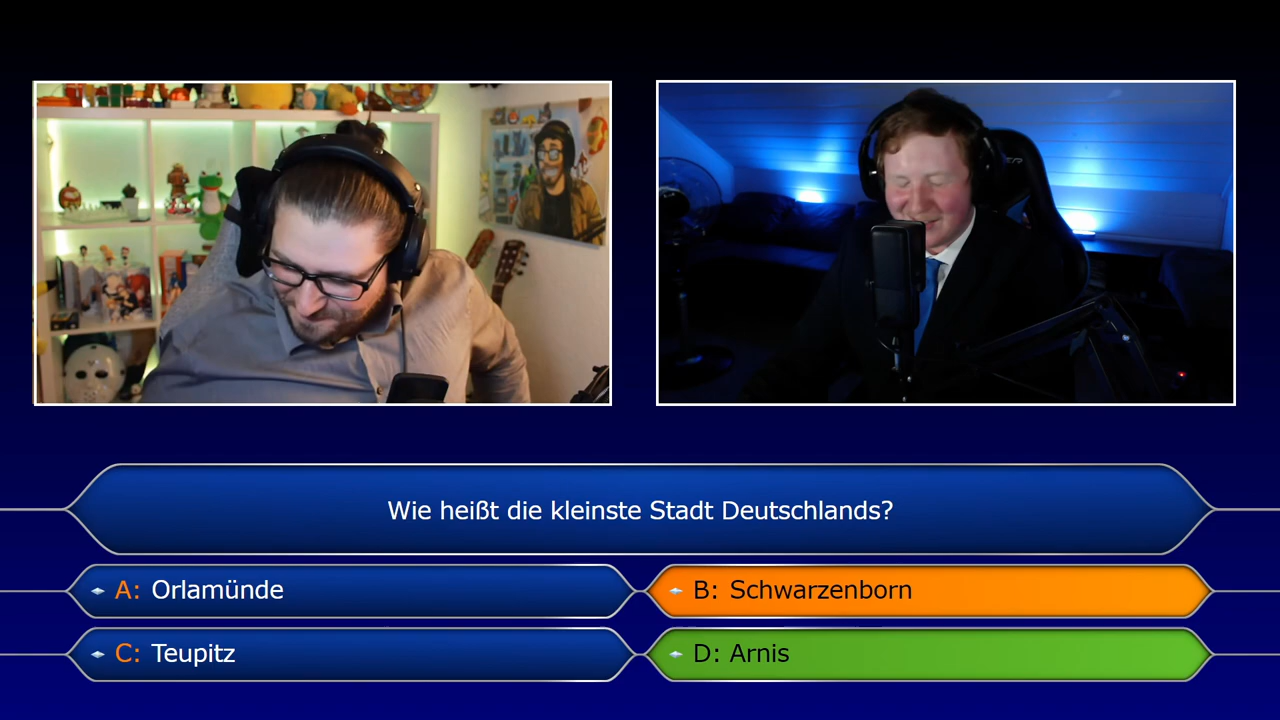 Wie heißt die kleinste Stadt Deutschlands?
A: Orlamünde
B: Schwarzenborn
C: Teupitz
D: Arnis